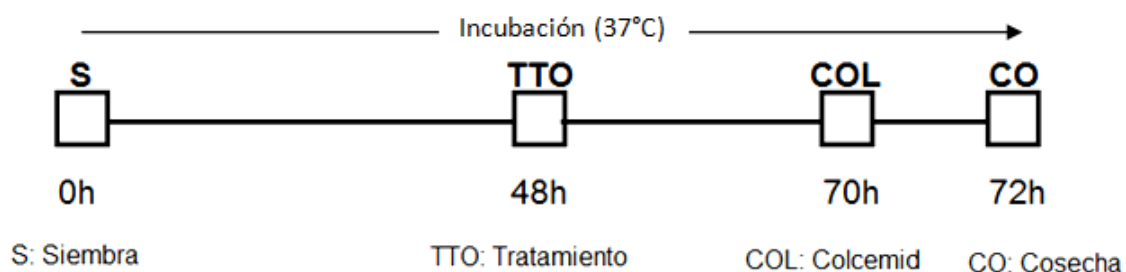 Incubación (37°C)
S TTO COL CO
0h 48h 70h 72h
S: Siembra TTO: Tratamiento COL: Colcemid CO: Cosecha